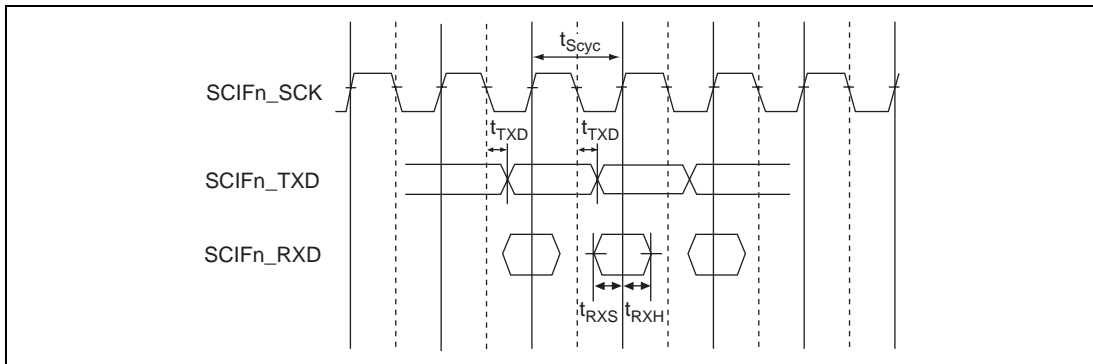 tScyc
SCIFn_SCK
tTXD tTXD
SCIFn_TXD
SCIFn_RXD
tRXS tRXH